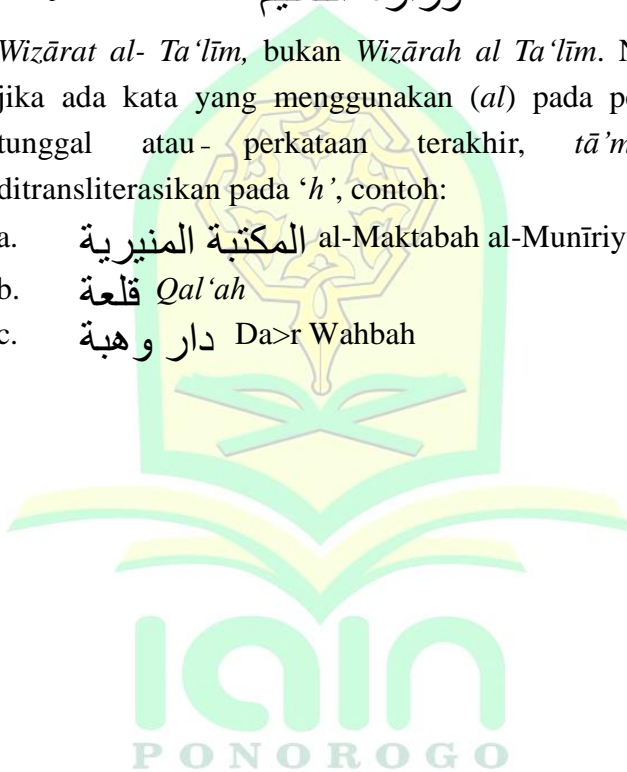 Wizārat al- Ta‘līm, bukan Wizārah al Ta‘līm. N
jika ada kata yang menggunakan (al) pada pe
tunggal atau - perkataan terakhir, tā’m
ditransliterasikan pada ‘h’, contoh:
a. المكتبة المنيرية al-Maktabah al-Munīriy
b. قلعة Qal‘ah
c. دار وهبة Da>r Wahbah
iain
PONOROGO